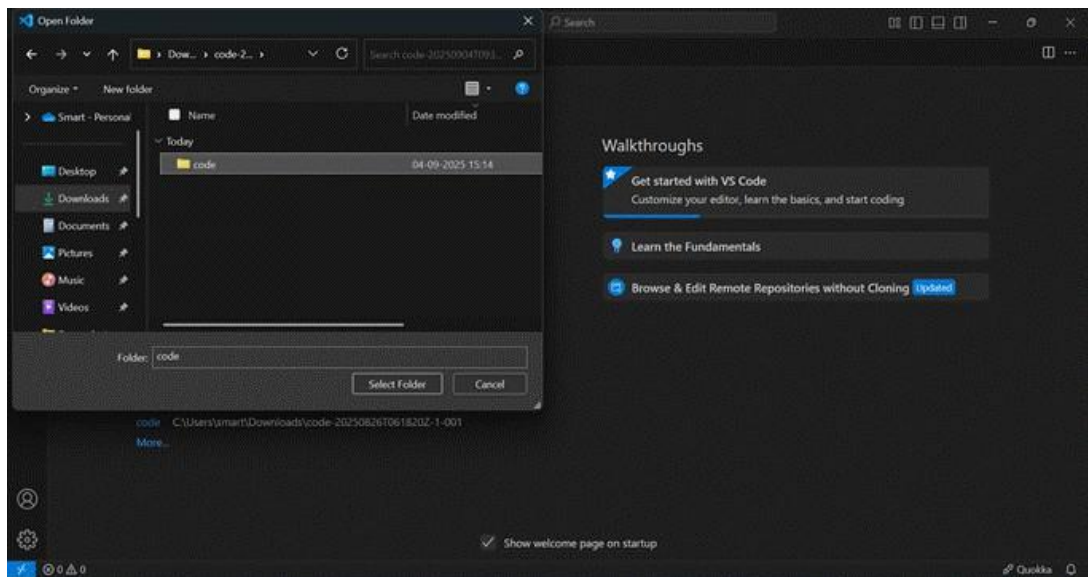 Open Folder
Search
Dow... › code-2... ›
Search code-20250904T093...
Organize
New folder
Smart - Personal
Name
Date modified
Today
code
04-09-2025 15:14
Desktop
Downloads
Documents
Pictures
Music
Videos
Folder:
code
Select Folder
Cancel
Walkthroughs
Get started with VS Code
Customize your editor, learn the basics, and start coding
Learn the Fundamentals
Browse & Edit Remote Repositories without Cloning Updated
code C:\Users\smart\Downloads\code-20250826T061820Z-1-001
More...
Show welcome page on startup
0 0
Quokka